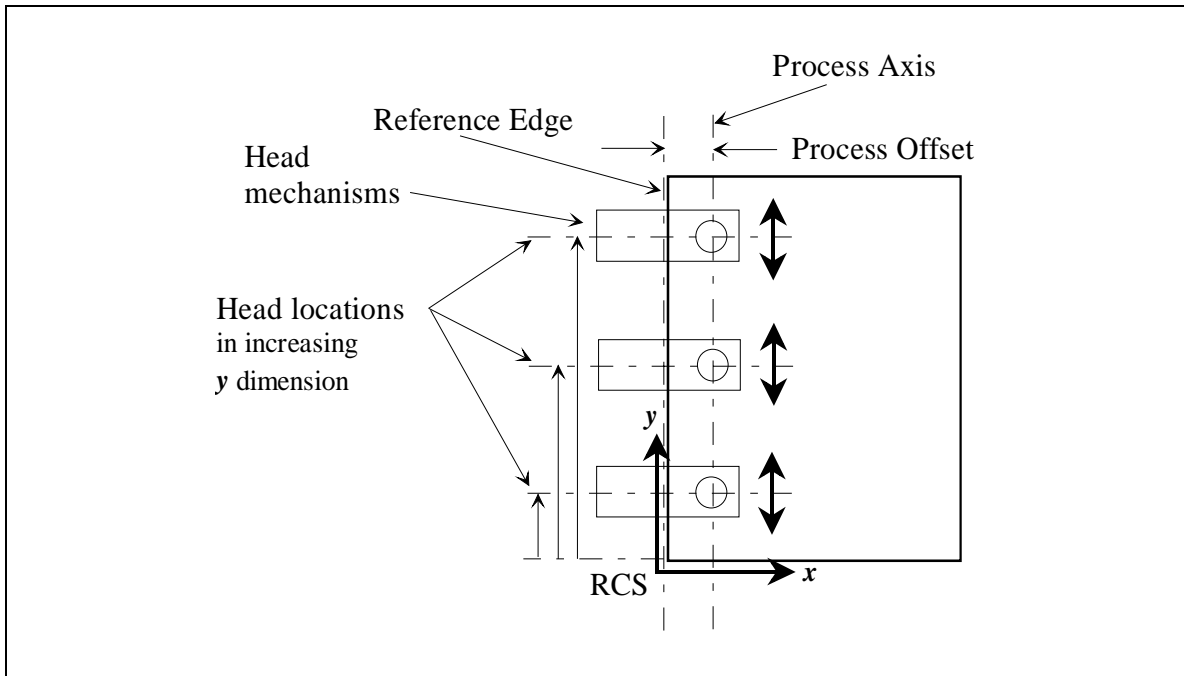 Process Axis
Reference Edge
Process Offset
Head
mechanisms
Head locations
in increasing
y dimension
y
RCS
x